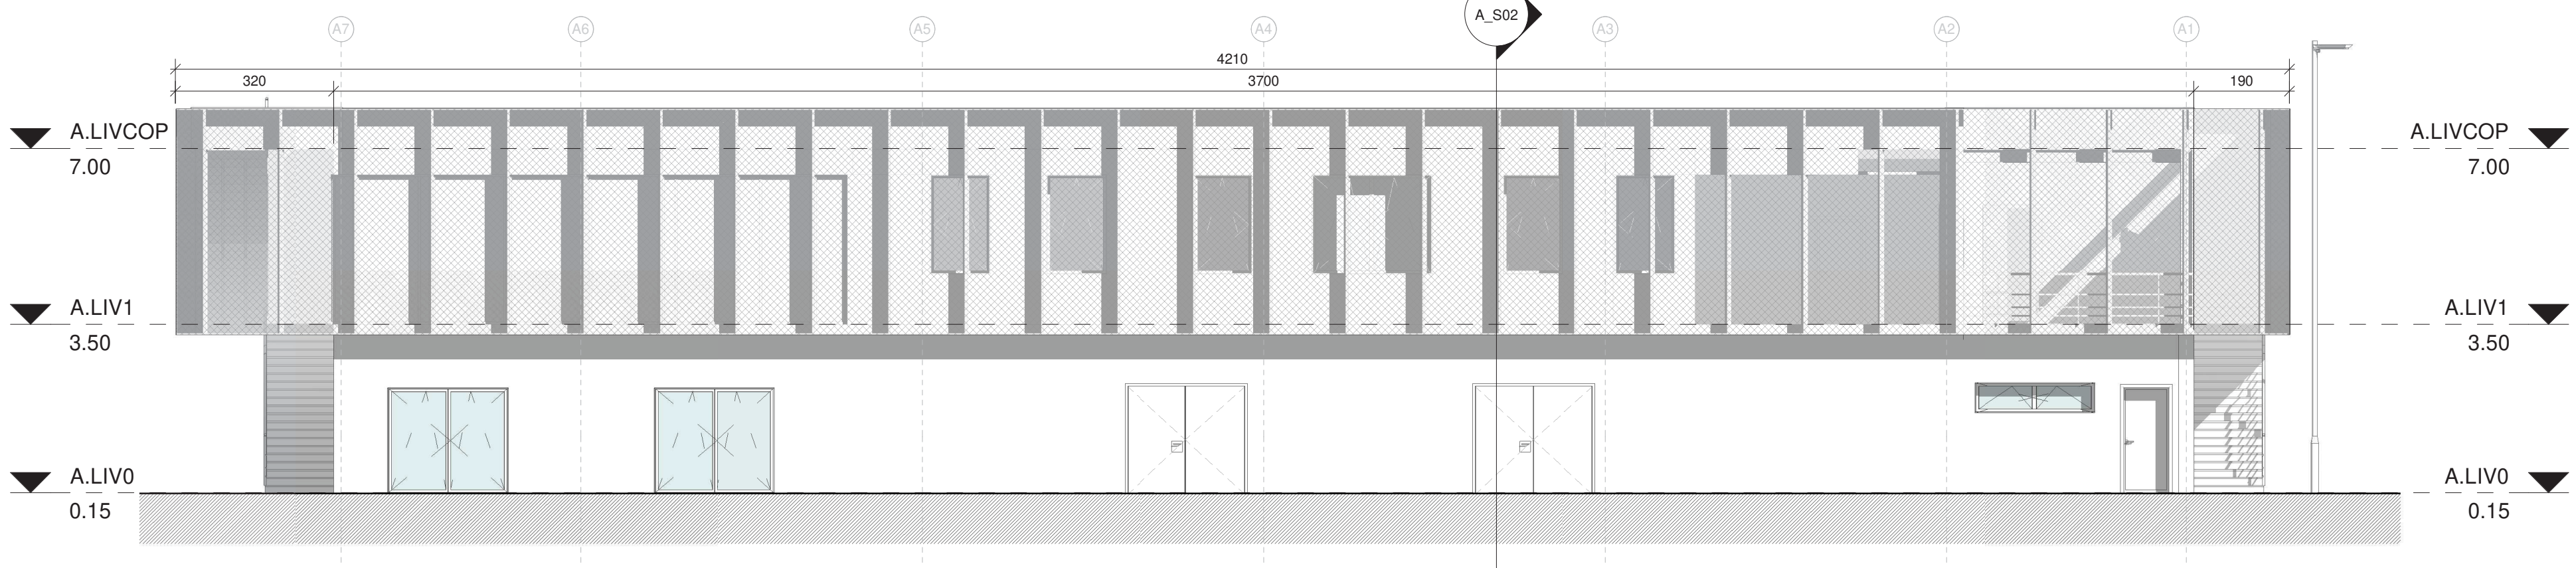 A7 A6 A5 A4 A_S02 A3 A2 A1
4210
320 3700 190
A.LIVCOP A.LIVCOP
7.00 7.00
A.LIV1 A.LIV1
3.50 3.50
A.LIV0 A.LIV0
0.15 0.15